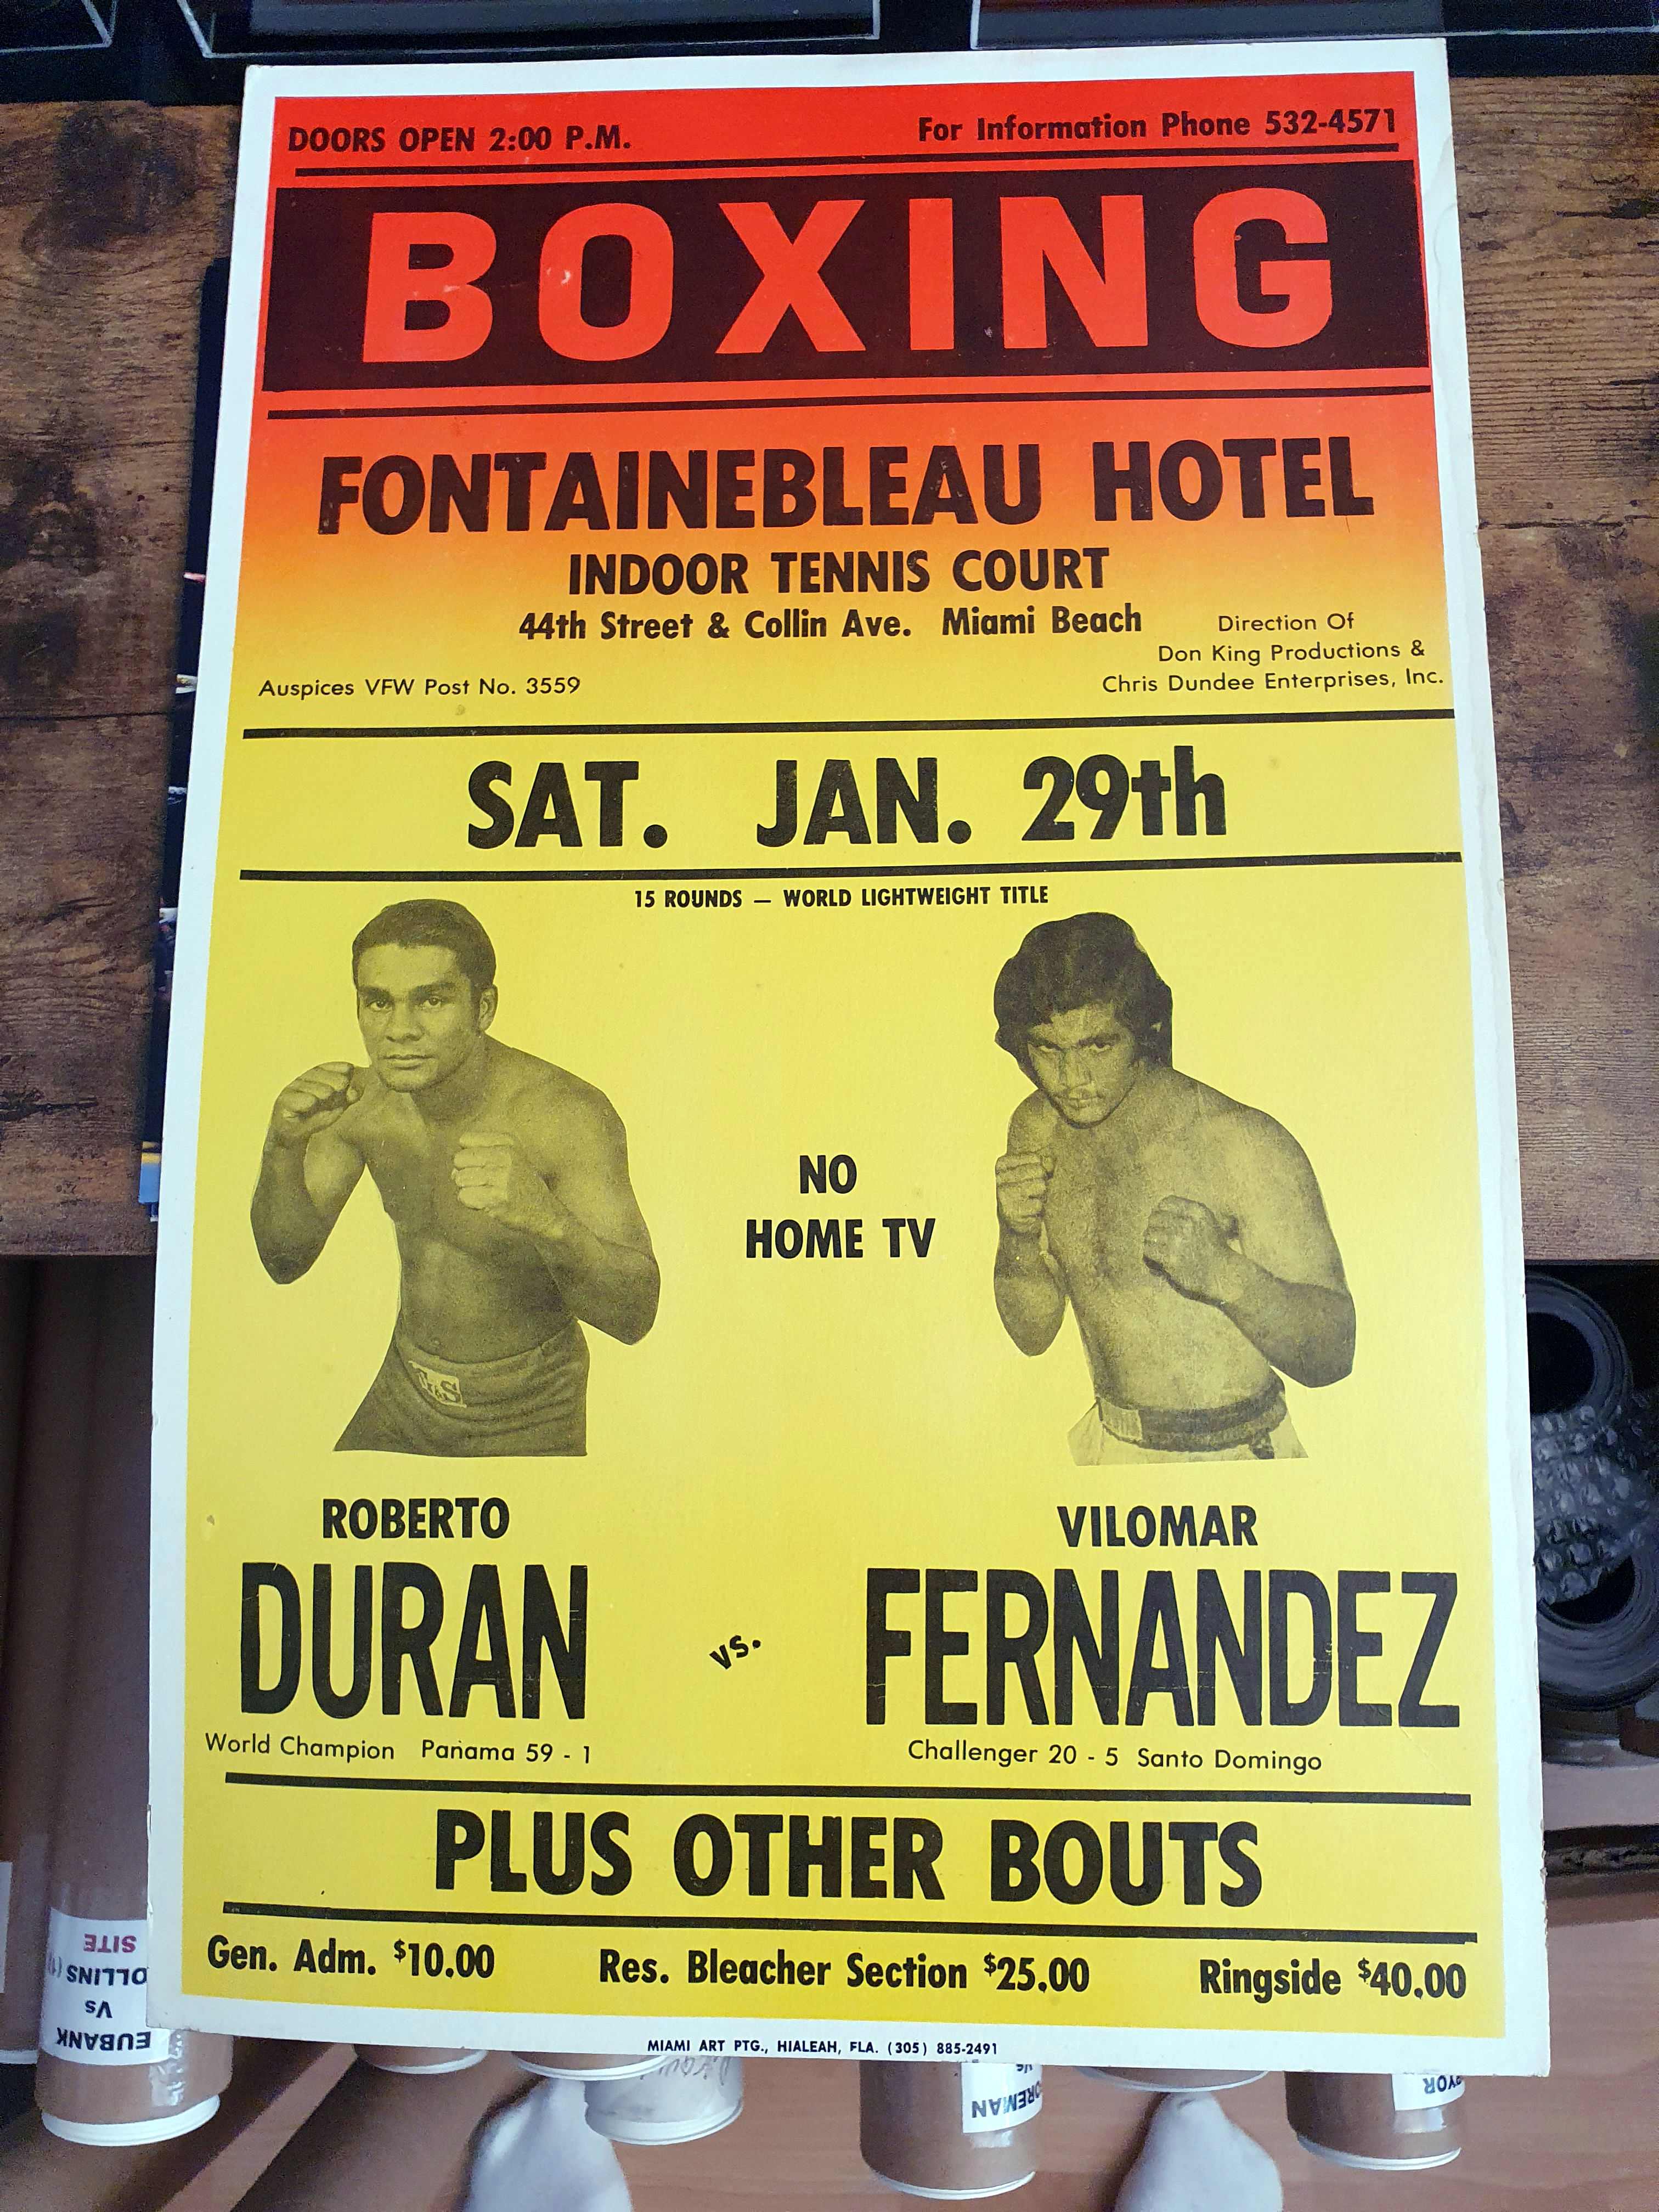 DOORS OPEN 2:00 P.M.
For Information Phone 532-4571
BOXING
FONTAINEBLEAU HOTEL
INDOOR TENNIS COURT
44th Street & Collin Ave. Miami Beach
Auspices VFW Post No. 3559
Direction Of
Don King Productions &
Chris Dundee Enterprises, Inc.
SAT. JAN. 29th
15 ROUNDS — WORLD LIGHTWEIGHT TITLE
NO
HOME TV
ROBERTO
DURAN
vs.
VILOMAR
FERNANDEZ
World Champion Panama 59 - 1
Challenger 20 - 5 Santo Domingo
PLUS OTHER BOUTS
Gen. Adm. $10.00
Res. Bleacher Section $25.00
Ringside $40.00
MIAMI ART PTG., HIALEAH, FLA. (305) 885-2491
EUBANK
Vs
OLLINS
SITE
OREMAN
Vs